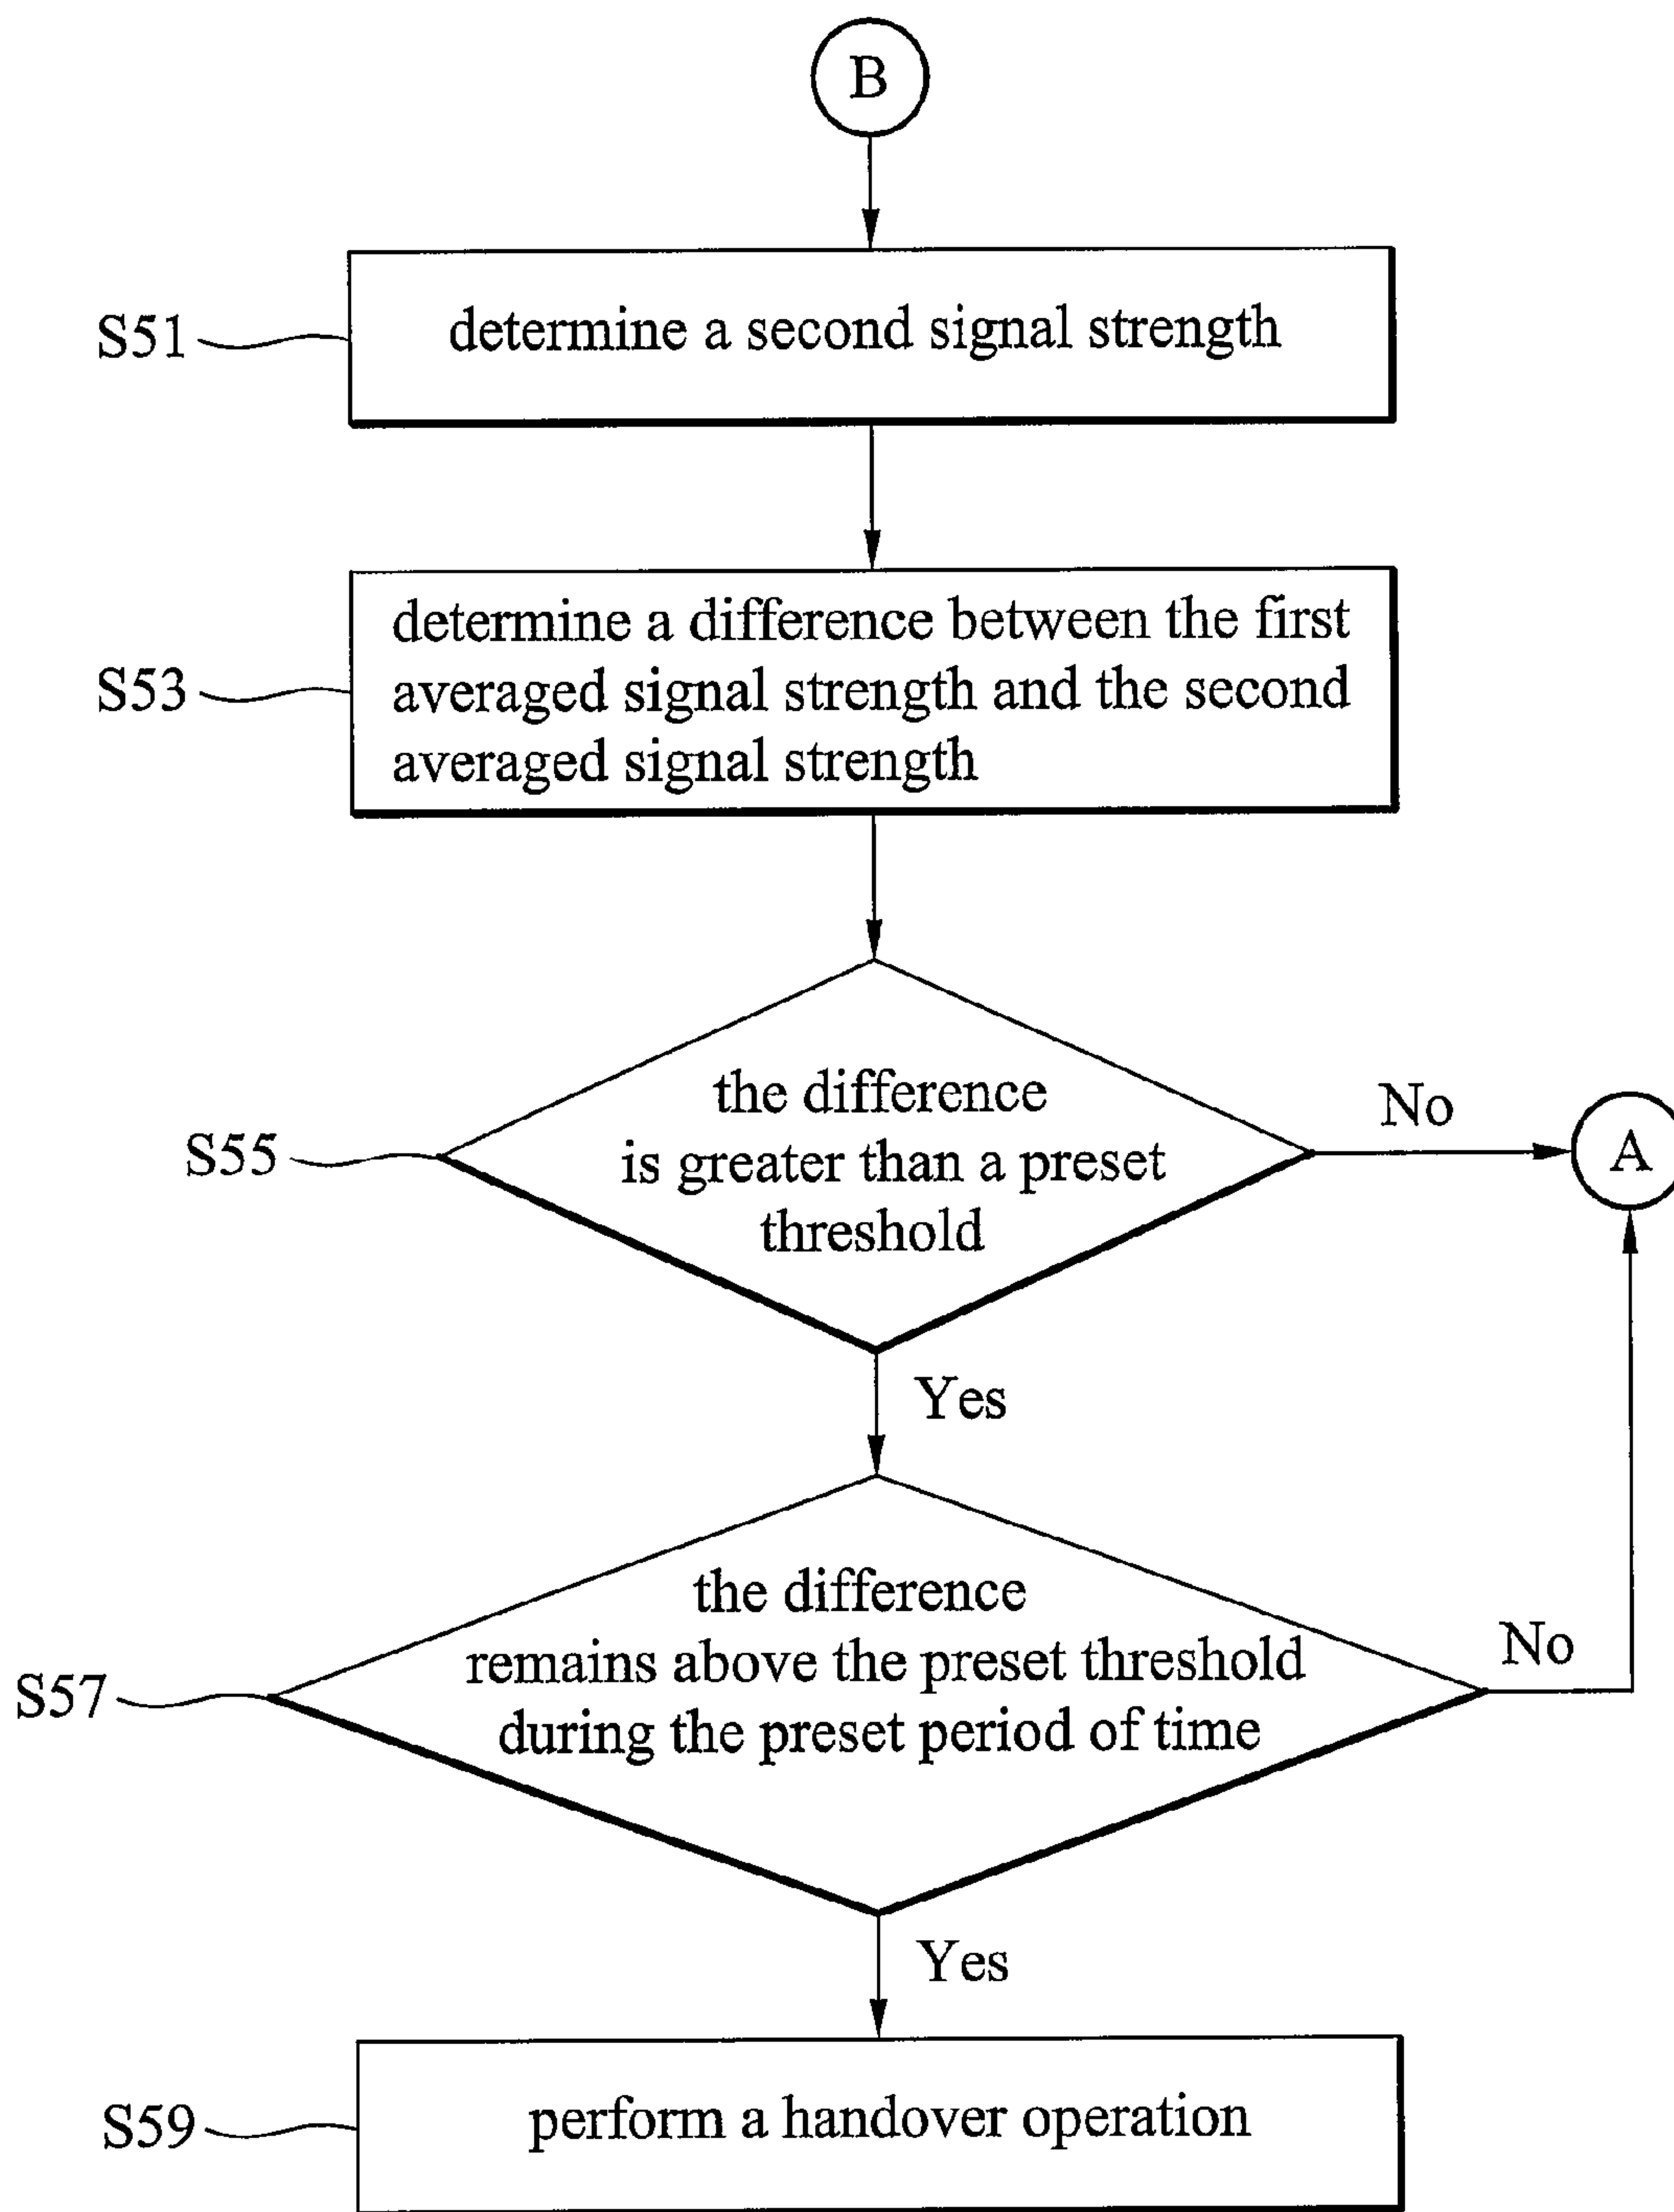 B
S51
determine a second signal strength
S53
determine a difference between the first
averaged signal strength and the second
averaged signal strength
S55
the difference
is greater than a preset
threshold
No
A
Yes
S57
the difference
remains above the preset threshold
during the preset period of time
No
Yes
S59
perform a handover operation